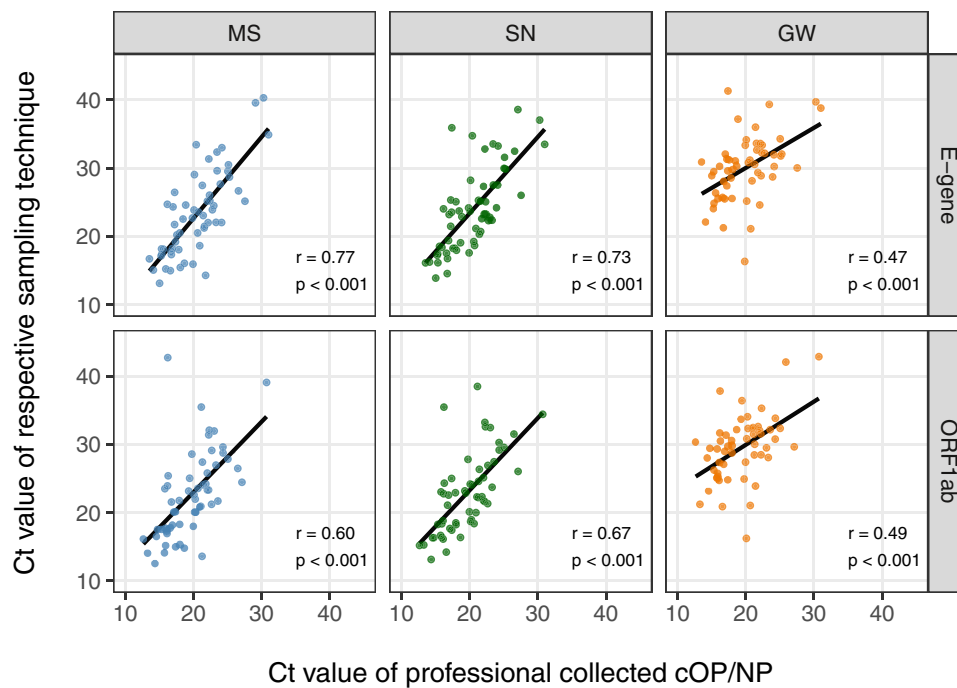 MS
SN
GW
Ct value of respective sampling technique
40
30
20
10
r = 0.77
p < 0.001
r = 0.73
p < 0.001
r = 0.47
p < 0.001
E−gene
40
30
20
10
r = 0.60
p < 0.001
r = 0.67
p < 0.001
r = 0.49
p < 0.001
ORF1ab
10 20 30 40
10 20 30 40
10 20 30 40
Ct value of professional collected cOP/NP